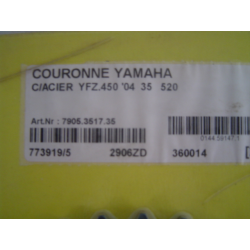 COURONNE YAMAHA
C/ACIER YFZ.450 '04 35 520
Art.Nr : 7905.3517.35
773919/5 2906ZD 360014